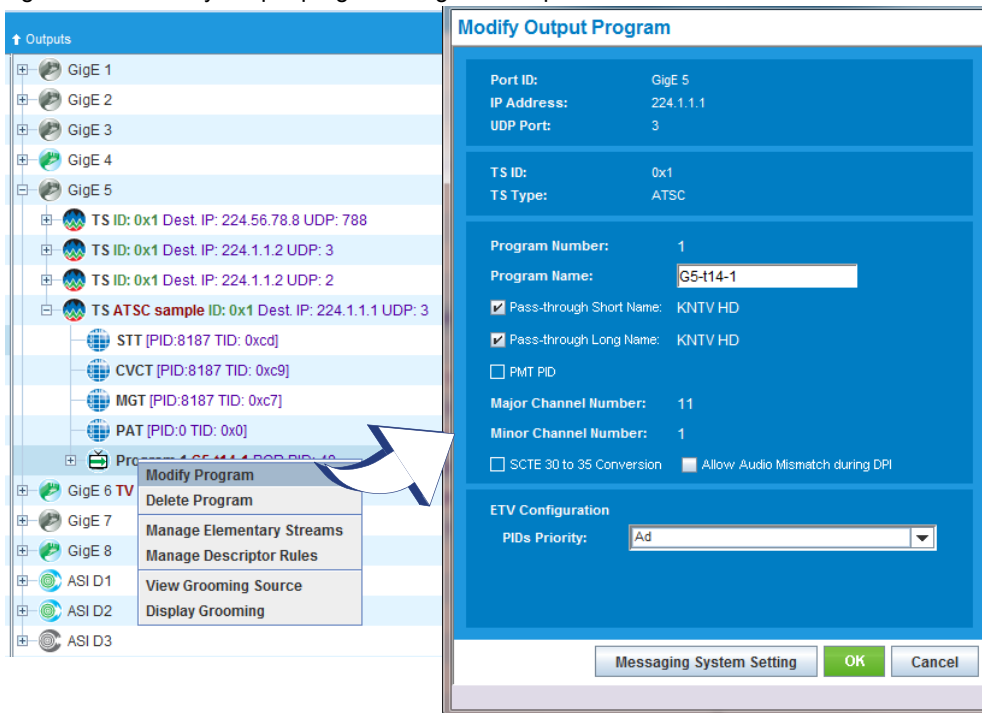 Outputs
GigE 1
GigE 2
GigE 3
GigE 4
GigE 5
TS ID: 0x1 Dest. IP: 224.56.78.8 UDP: 788
TS ID: 0x1 Dest. IP: 224.1.1.2 UDP: 3
TS ID: 0x1 Dest. IP: 224.1.1.2 UDP: 2
TS ATSC sample ID: 0x1 Dest. IP: 224.1.1.1 UDP: 3
STT [PID:8187 TID: 0xcd]
CVCT [PID:8187 TID: 0xc9]
MGT [PID:8187 TID: 0xc7]
PAT [PID:0 TID: 0x0]
GigE 6 TV
GigE 7
GigE 8
ASI D1
ASI D2
ASI D3
Modify Program
Delete Program
Manage Elementary Streams
Manage Descriptor Rules
View Grooming Source
Display Grooming
Modify Output Program
Port ID: GigE 5
IP Address: 224.1.1.1
UDP Port: 3
TS ID: 0x1
TS Type: ATSC
Program Number: 1
Program Name: G5-t14-1
Pass-through Short Name: KNTV HD
Pass-through Long Name: KNTV HD
PMT PID
Major Channel Number: 11
Minor Channel Number: 1
SCTE 30 to 35 Conversion Allow Audio Mismatch during DPI
ETV Configuration
PIDs Priority: Ad
Messaging System Setting OK Cancel